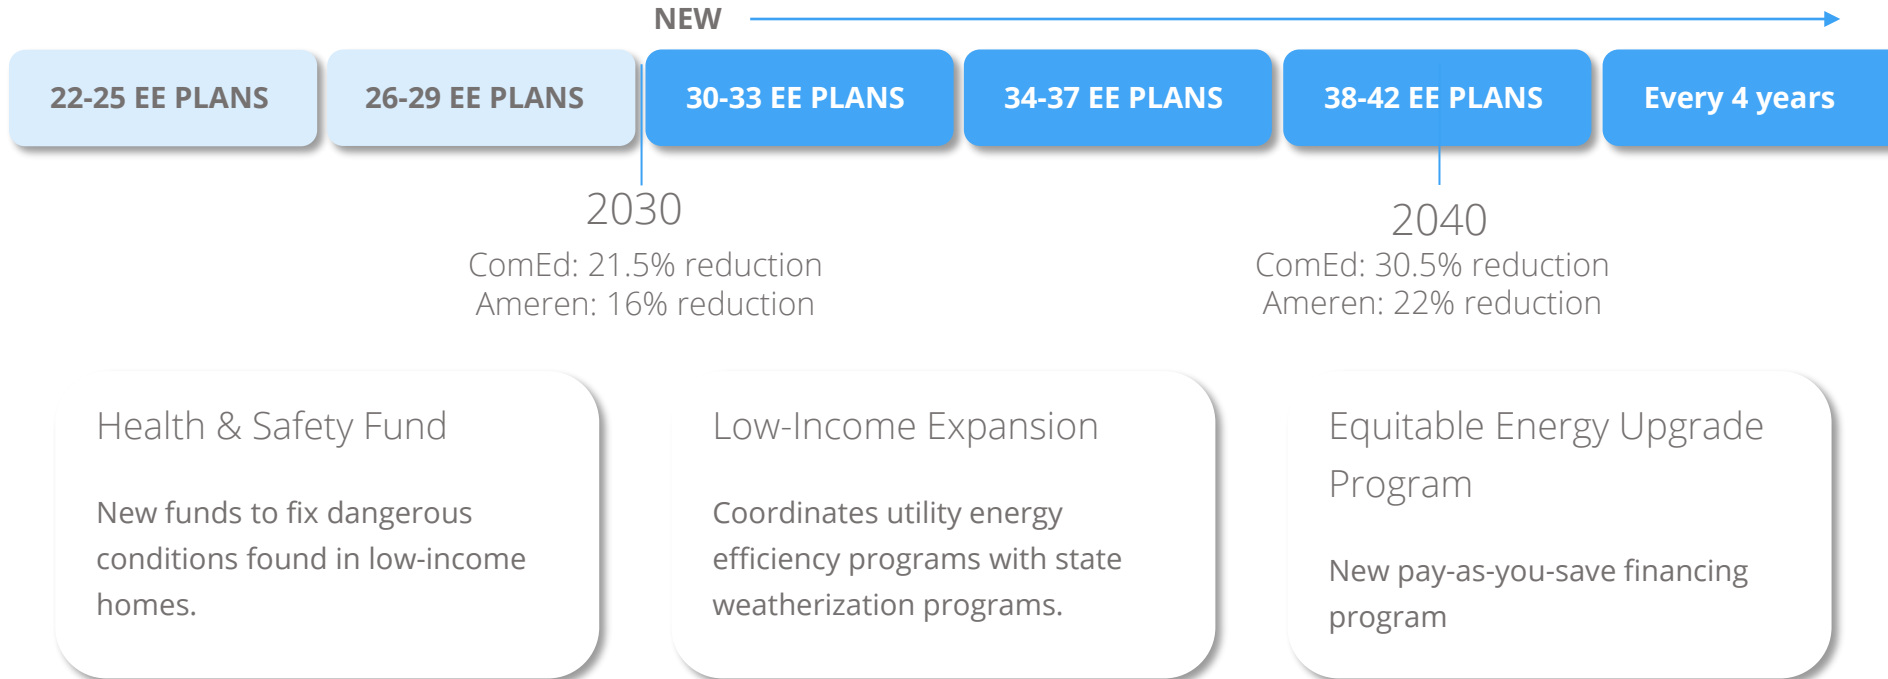 NEW
22-25 EE PLANS
26-29 EE PLANS
30-33 EE PLANS
34-37 EE PLANS
38-42 EE PLANS
Every 4 years
2030
ComEd: 21.5% reduction
Ameren: 16% reduction
2040
ComEd: 30.5% reduction
Ameren: 22% reduction
Health & Safety Fund
New funds to fix dangerous
conditions found in low-income
homes.
Low-Income Expansion
Coordinates utility energy
efficiency programs with state
weatherization programs.
Equitable Energy Upgrade
Program
New pay-as-you-save financing
program